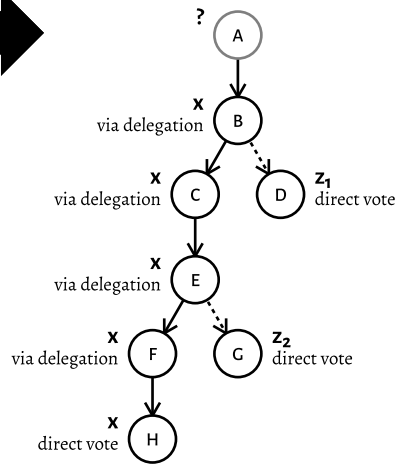 ?
A
x
B
via delegation
x
C
D
z1
via delegation
direct vote
x
E
via delegation
x
F
G
z2
via delegation
direct vote
x
H
direct vote